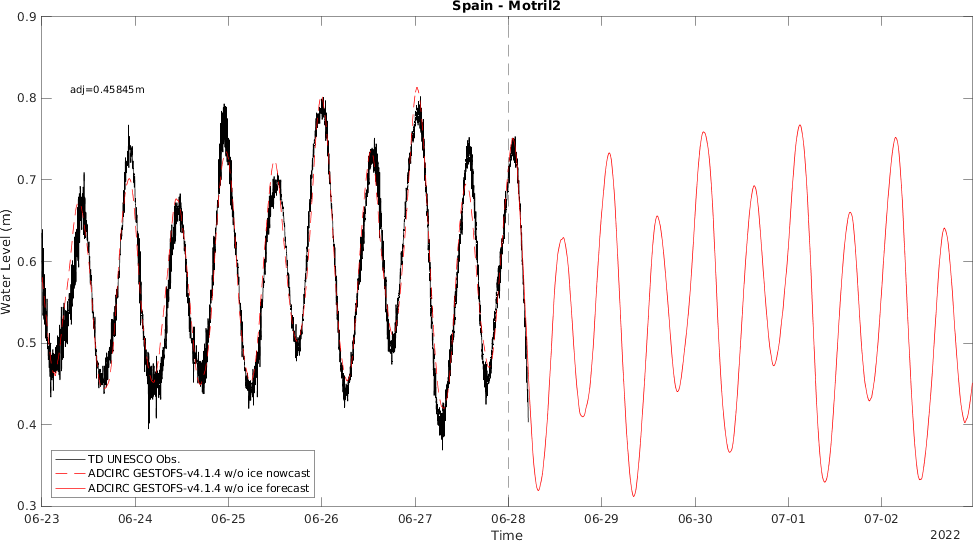 Spain - Motril2
0.9
0.8
0.7
0.6
0.5
0.4
0.3
Water Level (m)
adj=0.45845m
TD UNESCO Obs.
ADCIRC GESTOFS-v4.1.4 w/o ice nowcast
ADCIRC GESTOFS-v4.1.4 w/o ice forecast
06-23 06-24 06-25 06-26 06-27 06-28 06-29 06-30 07-01 07-02
Time
2022